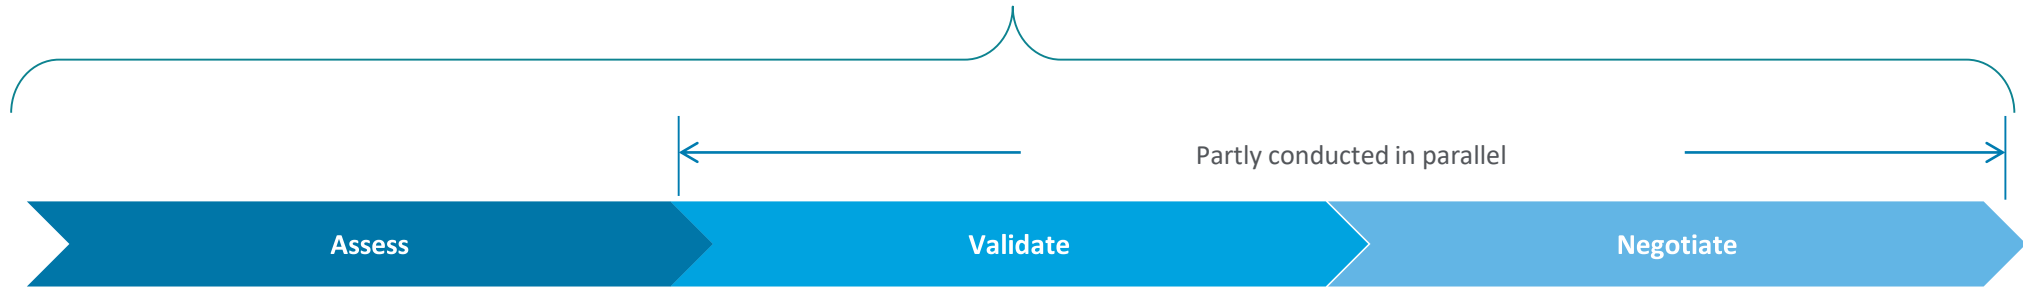 Partly conducted in parallel
Assess
Validate
Negotiate